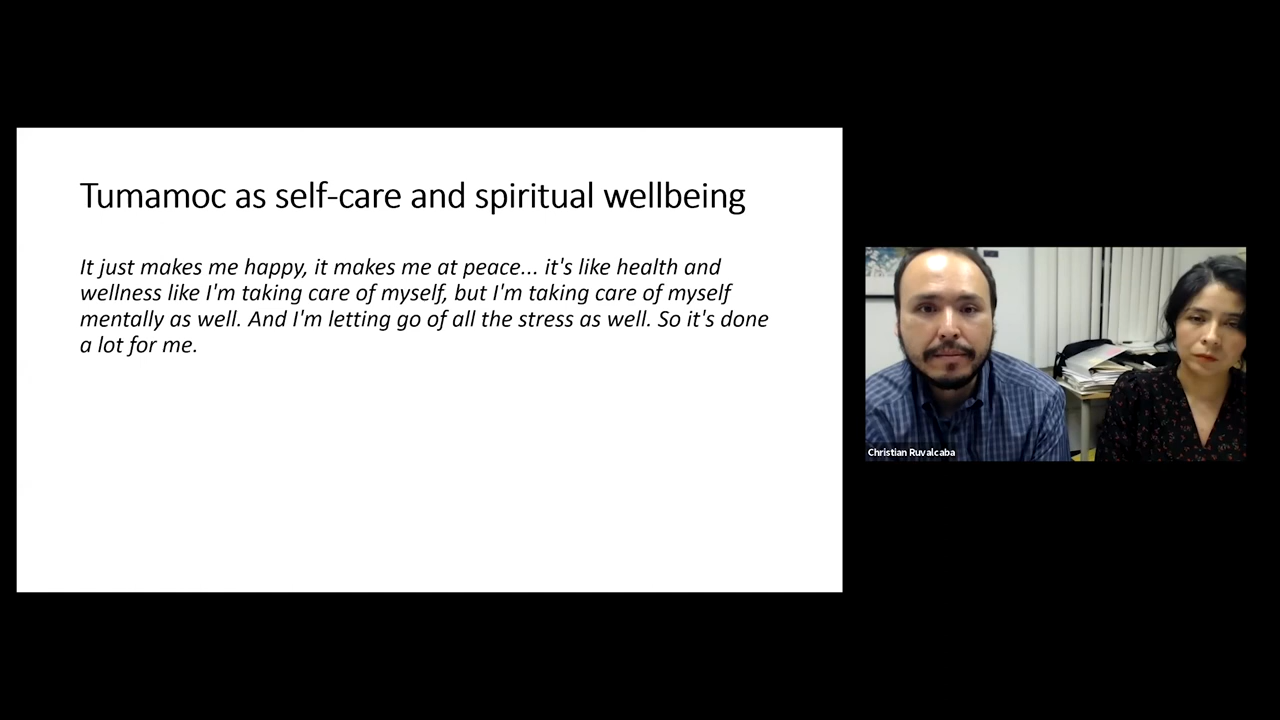 Tumamoc as self-care and spiritual wellbeing
It just makes me happy, it makes me at peace... it's like health and
wellness like I'm taking care of myself, but I'm taking care of myself
mentally as well. And I'm letting go of all the stress as well. So it's done
a lot for me.
Christian Ruvalcaba